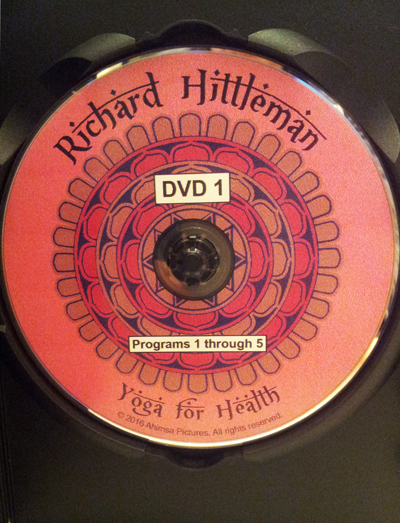 Richard Hittleman
DVD 1
Programs 1 through 5
Yoga for Health
© 2016 Ahimsa Pictures. All rights reserved.